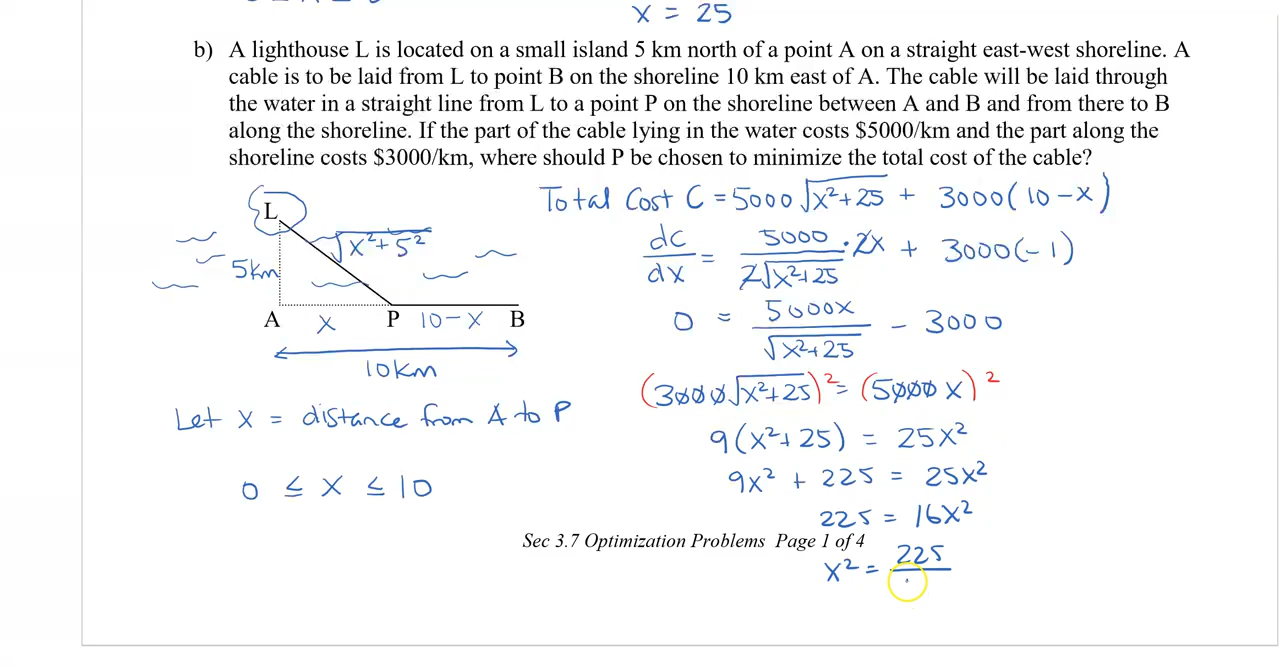 x = 25
b) A lighthouse L is located on a small island 5 km north of a point A on a straight east-west shoreline. A
cable is to be laid from L to point B on the shoreline 10 km east of A. The cable will be laid through
the water in a straight line from L to a point P on the shoreline between A and B and from there to B
along the shoreline. If the part of the cable lying in the water costs $5000/km and the part along the
shoreline costs $3000/km, where should P be chosen to minimize the total cost of the cable?
L
√x²+5²
5km
A x P 10-x B
10km
Let x = distance from A to P
0 ≤ x ≤ 10
Total Cost C = 5000√x²+25 + 3000(10-x)
dc/dx = 5000/2√x²+25 · 2x + 3000(-1)
0 = 5000x/√x²+25 - 3000
(3000√x²+25)² = (5000x)²
9(x²+25) = 25x²
9x² + 225 = 25x²
225 = 16x²
Sec 3.7 Optimization Problems Page 1 of 4
x² = 225